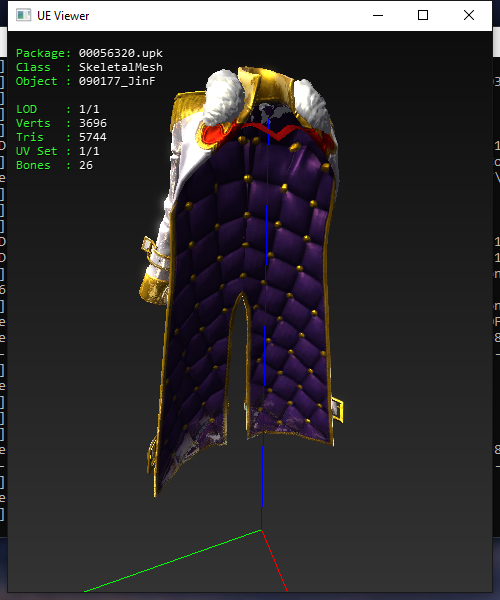 UE Viewer
Package: 00056320.upk
Class : SkeletalMesh
Object : 090177_JinF
LOD : 1/1
Verts : 3696
Tris : 5744
UV Set : 1/1
Bones : 26